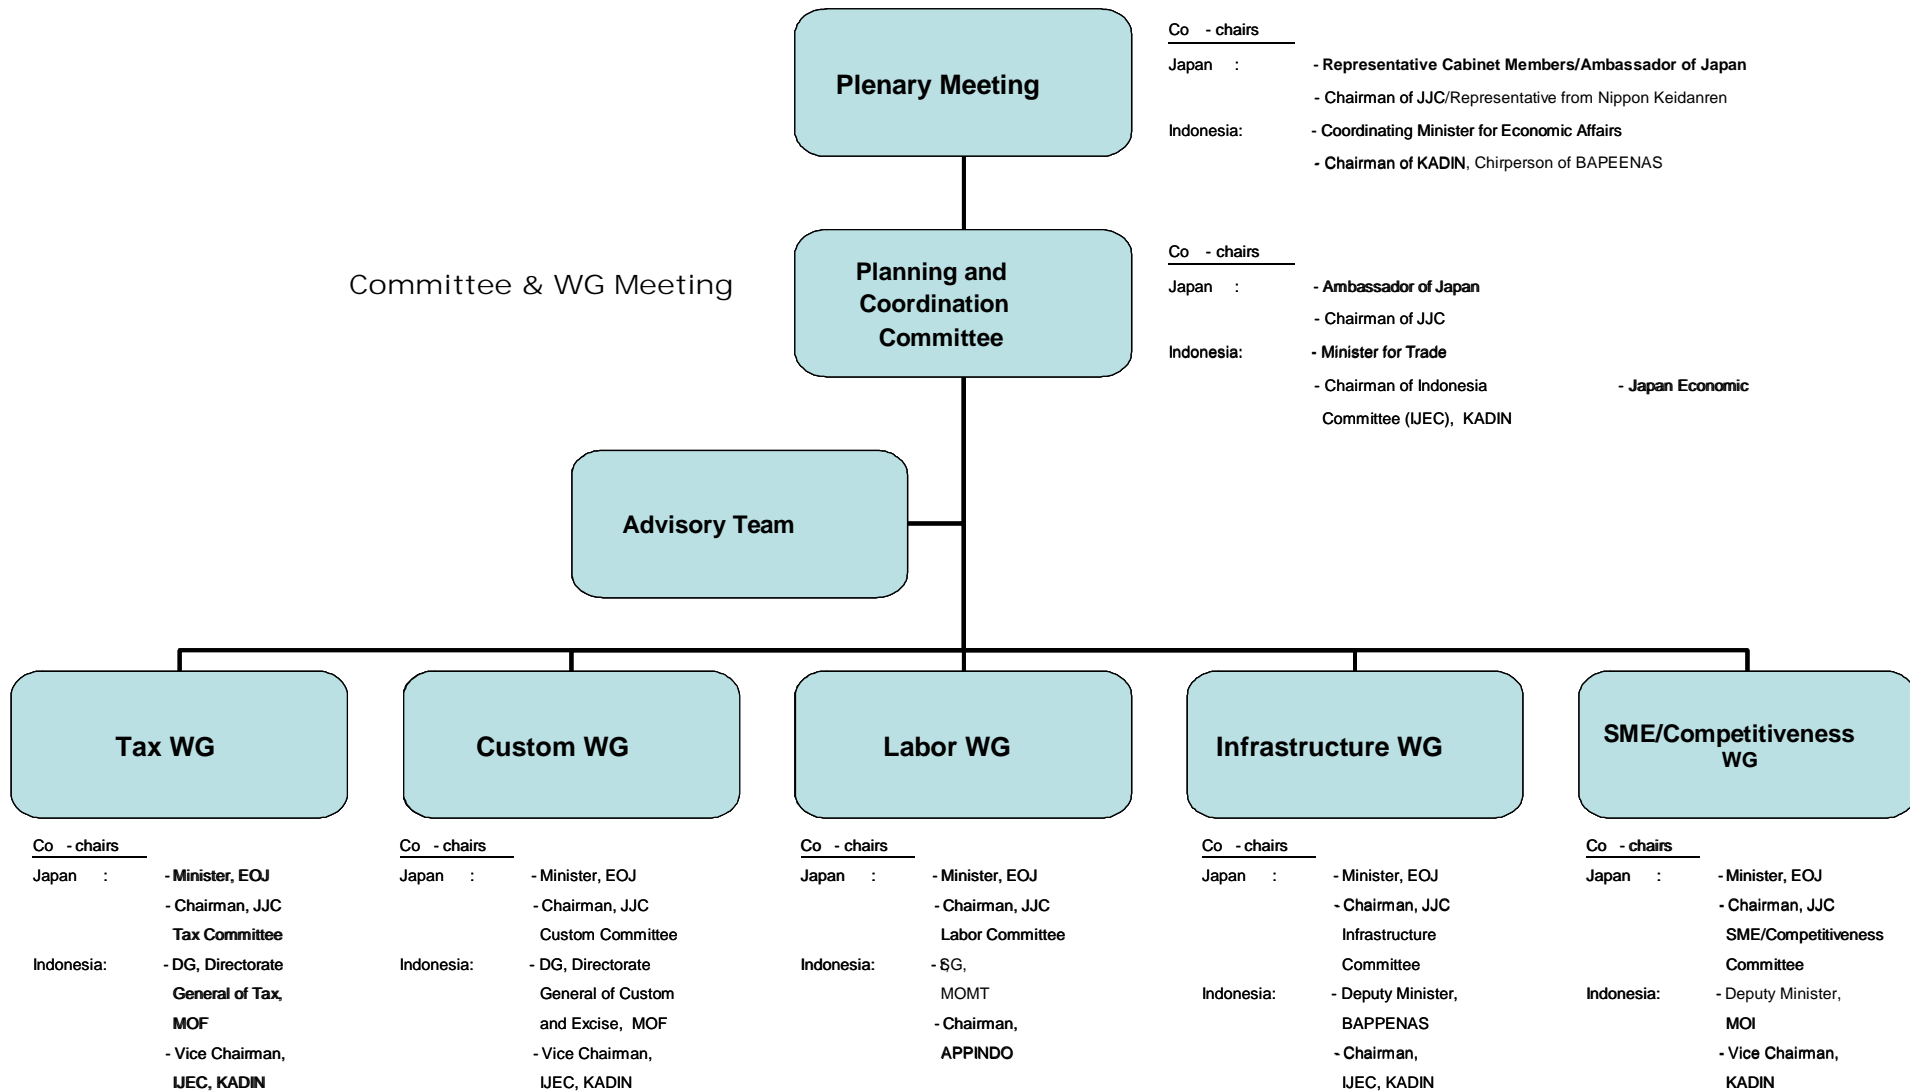 Plenary Meeting
Co - chairs
Japan : - Representative Cabinet Members/Ambassador of Japan
- Chairman of JJC/Representative from Nippon Keidanren
Indonesia: - Coordinating Minister for Economic Affairs
- Chairman of KADIN, Chirperson of BAPEENAS
Committee & WG Meeting
Planning and
Coordination
Committee
Co - chairs
Japan : - Ambassador of Japan
- Chairman of JJC
Indonesia: - Minister for Trade
- Chairman of Indonesia - Japan Economic
Committee (IJEC), KADIN
Advisory Team
Tax WG
Custom WG
Labor WG
Infrastructure WG
SME/Competitiveness
WG
Co - chairs
Japan : - Minister, EOJ
- Chairman, JJC
Tax Committee
Indonesia: - DG, Directorate
General of Tax,
MOF
- Vice Chairman,
IJEC, KADIN
Co - chairs
Japan : - Minister, EOJ
- Chairman, JJC
Custom Committee
Indonesia: - DG, Directorate
General of Custom
and Excise, MOF
- Vice Chairman,
IJEC, KADIN
Co - chairs
Japan : - Minister, EOJ
- Chairman, JJC
Labor Committee
Indonesia: -
MOMT
- Chairman,
APPINDO
Co - chairs
Japan : - Minister, EOJ
- Chairman, JJC
Infrastructure
Committee
Indonesia: - Deputy Minister,
BAPPENAS
- Chairman,
IJEC, KADIN
Co - chairs
Japan : - Minister, EOJ
- Chairman, JJC
SME/Competitiveness
Committee
Indonesia: - Deputy Minister,
MOI
- Vice Chairman,
KADIN